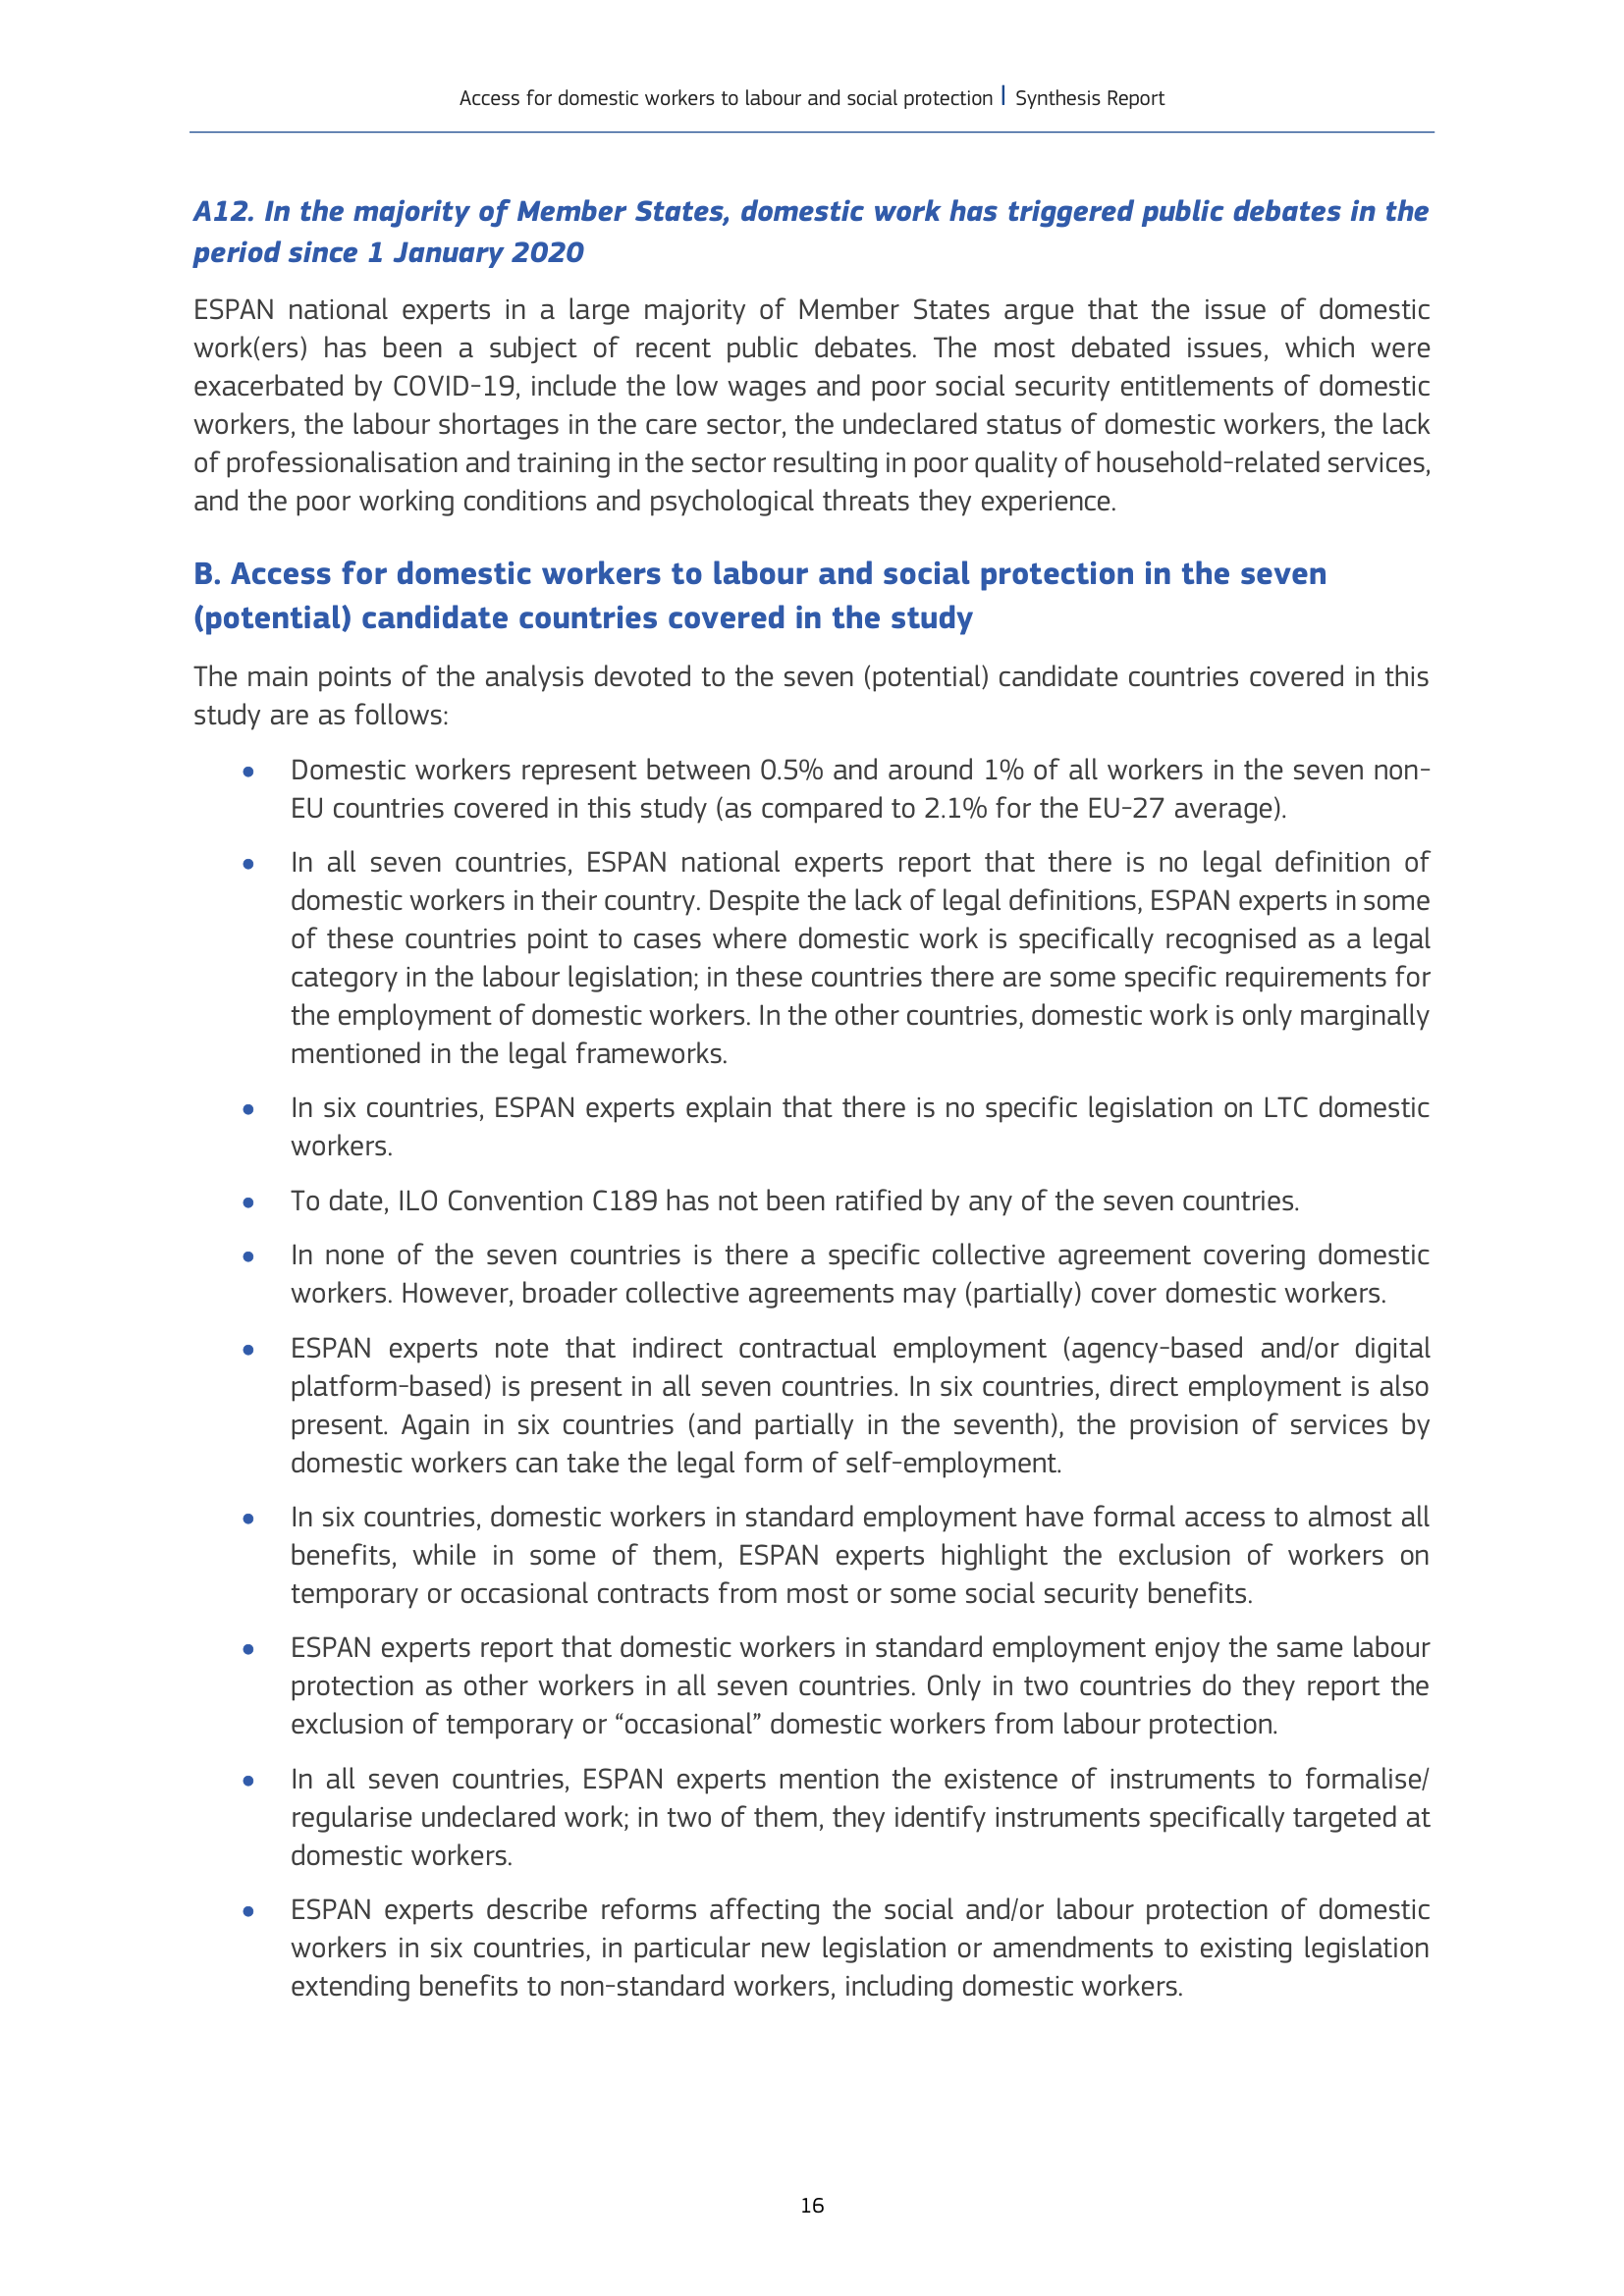 Access for domestic workers to labour and social protection | Synthesis Report
A12. In the majority of Member States, domestic work has triggered public debates in the
period since 1 January 2020
ESPAN national experts in a large majority of Member States argue that the issue of domestic
work(ers) has been a subject of recent public debates. The most debated issues, which were
exacerbated by COVID-19, include the low wages and poor social security entitlements of domestic
workers, the labour shortages in the care sector, the undeclared status of domestic workers, the lack
of professionalisation and training in the sector resulting in poor quality of household-related services,
and the poor working conditions and psychological threats they experience.
B. Access for domestic workers to labour and social protection in the seven
(potential) candidate countries covered in the study
The main points of the analysis devoted to the seven (potential) candidate countries covered in this
study are as follows:
• Domestic workers represent between 0.5% and around 1% of all workers in the seven non-
EU countries covered in this study (as compared to 2.1% for the EU-27 average).
• In all seven countries, ESPAN national experts report that there is no legal definition of
domestic workers in their country. Despite the lack of legal definitions, ESPAN experts in some
of these countries point to cases where domestic work is specifically recognised as a legal
category in the labour legislation; in these countries there are some specific requirements for
the employment of domestic workers. In the other countries, domestic work is only marginally
mentioned in the legal frameworks.
• In six countries, ESPAN experts explain that there is no specific legislation on LTC domestic
workers.
• To date, ILO Convention C189 has not been ratified by any of the seven countries.
• In none of the seven countries is there a specific collective agreement covering domestic
workers. However, broader collective agreements may (partially) cover domestic workers.
• ESPAN experts note that indirect contractual employment (agency-based and/or digital
platform-based) is present in all seven countries. In six countries, direct employment is also
present. Again in six countries (and partially in the seventh), the provision of services by
domestic workers can take the legal form of self-employment.
• In six countries, domestic workers in standard employment have formal access to almost all
benefits, while in some of them, ESPAN experts highlight the exclusion of workers on
temporary or occasional contracts from most or some social security benefits.
• ESPAN experts report that domestic workers in standard employment enjoy the same labour
protection as other workers in all seven countries. Only in two countries do they report the
exclusion of temporary or “occasional” domestic workers from labour protection.
• In all seven countries, ESPAN experts mention the existence of instruments to formalise/
regularise undeclared work; in two of them, they identify instruments specifically targeted at
domestic workers.
• ESPAN experts describe reforms affecting the social and/or labour protection of domestic
workers in six countries, in particular new legislation or amendments to existing legislation
extending benefits to non-standard workers, including domestic workers.
16